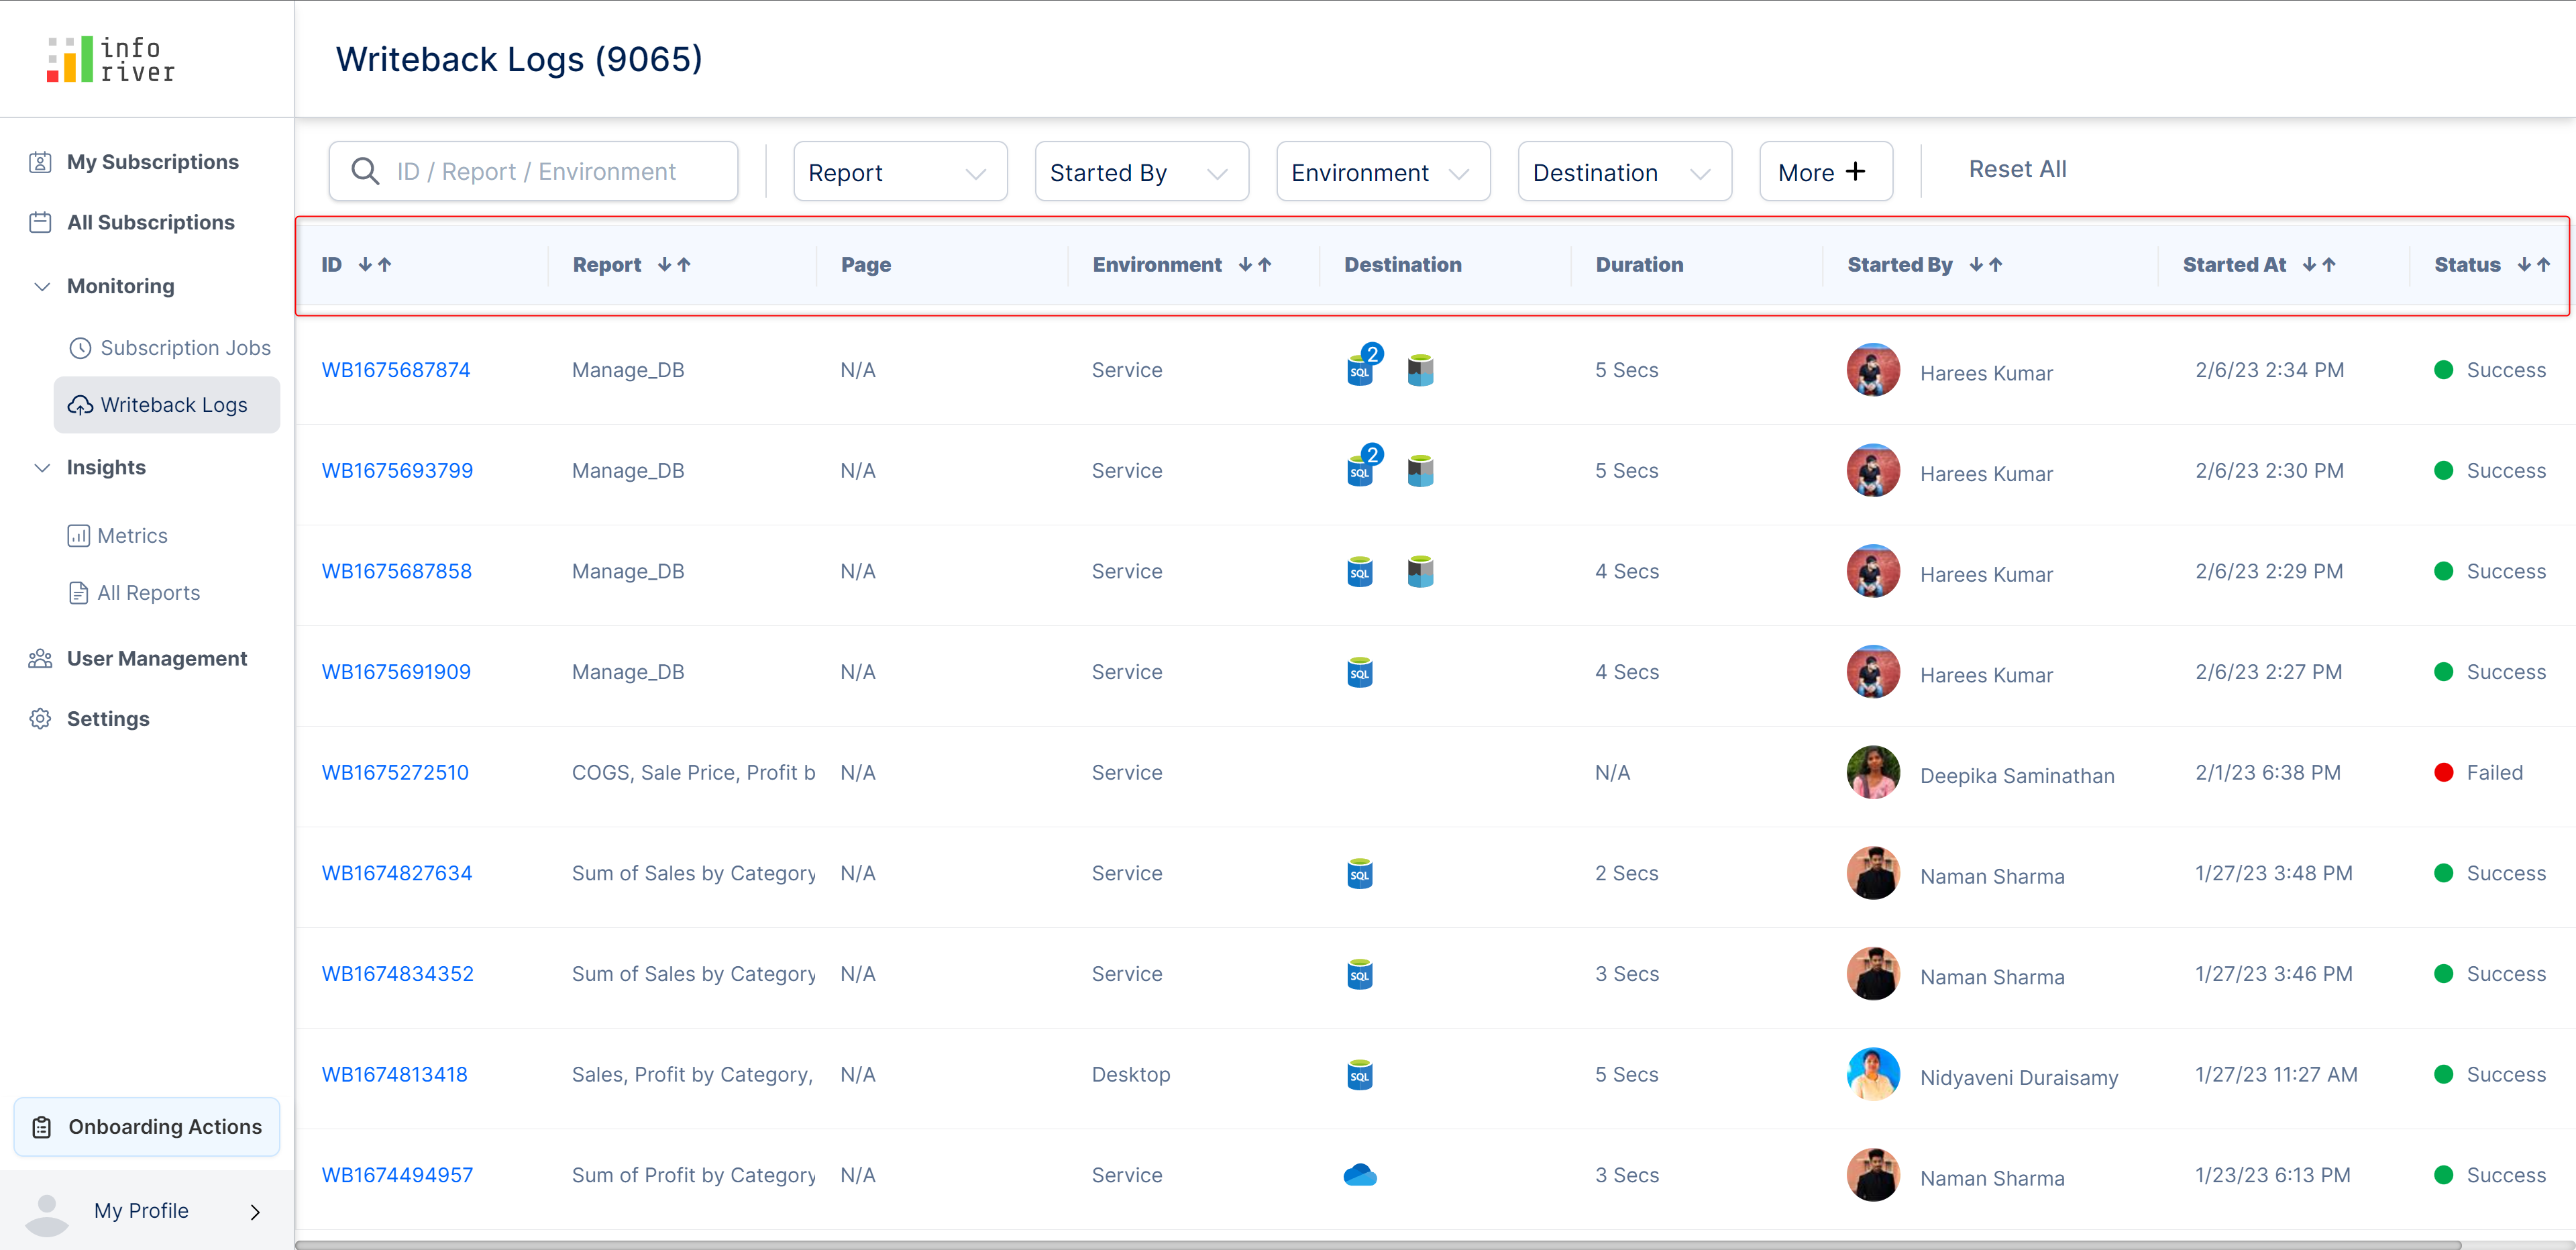 info
river
Writeback Logs (9065)
My Subscriptions
All Subscriptions
Monitoring
Subscription Jobs
Writeback Logs
Insights
Metrics
All Reports
User Management
Settings
Onboarding Actions
My Profile
ID / Report / Environment
Report
Started By
Environment
Destination
More +
Reset All
ID Report Page Environment Destination Duration Started By Started At Status
WB1675687874 Manage_DB N/A Service SQL 2 5 Secs Harees Kumar 2/6/23 2:34 PM Success
WB1675693799 Manage_DB N/A Service SQL 2 5 Secs Harees Kumar 2/6/23 2:30 PM Success
WB1675687858 Manage_DB N/A Service SQL 4 Secs Harees Kumar 2/6/23 2:29 PM Success
WB1675691909 Manage_DB N/A Service SQL 4 Secs Harees Kumar 2/6/23 2:27 PM Success
WB1675272510 COGS, Sale Price, Profit b N/A Service N/A Deepika Saminathan 2/1/23 6:38 PM Failed
WB1674827634 Sum of Sales by Category N/A Service SQL 2 Secs Naman Sharma 1/27/23 3:48 PM Success
WB1674834352 Sum of Sales by Category N/A Service SQL 3 Secs Naman Sharma 1/27/23 3:46 PM Success
WB1674813418 Sales, Profit by Category, N/A Desktop SQL 5 Secs Nidyaveni Duraisamy 1/27/23 11:27 AM Success
WB1674494957 Sum of Profit by Category N/A Service 3 Secs Naman Sharma 1/23/23 6:13 PM Success